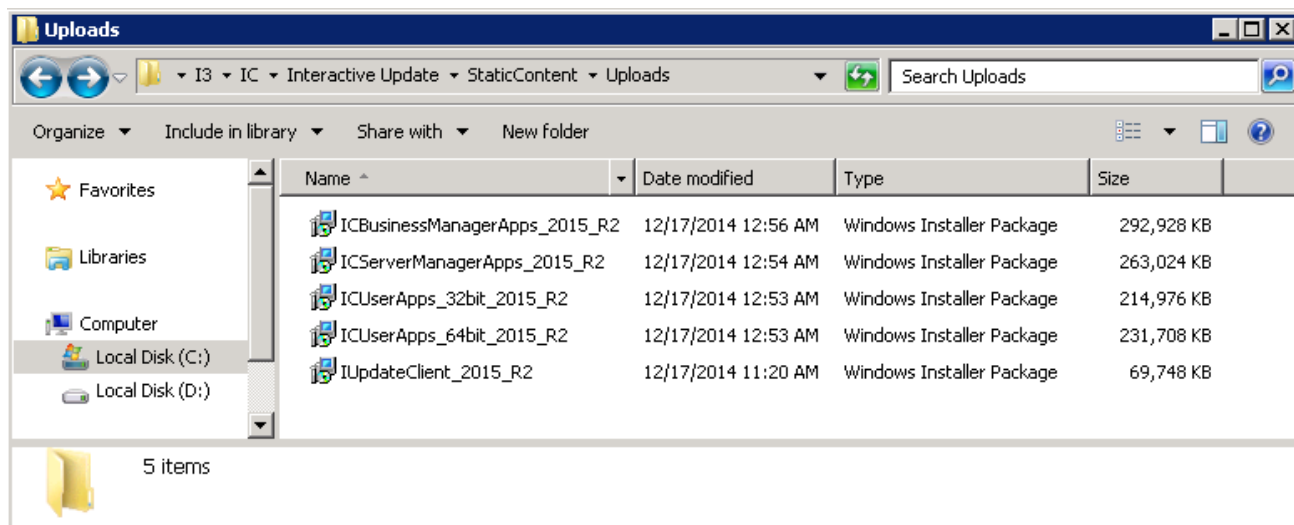 Uploads
I3 IC Interactive Update StaticContent Uploads Search Uploads
Organize Include in library Share with New folder
Favorites
Libraries
Computer
Local Disk (C:)
Local Disk (D:)
Name Date modified Type Size
ICBusinessManagerApps_2015_R2 12/17/2014 12:56 AM Windows Installer Package 292,928 KB
ICServerManagerApps_2015_R2 12/17/2014 12:54 AM Windows Installer Package 263,024 KB
ICUserApps_32bit_2015_R2 12/17/2014 12:53 AM Windows Installer Package 214,976 KB
ICUserApps_64bit_2015_R2 12/17/2014 12:53 AM Windows Installer Package 231,708 KB
IUpdateClient_2015_R2 12/17/2014 11:20 AM Windows Installer Package 69,748 KB
5 items